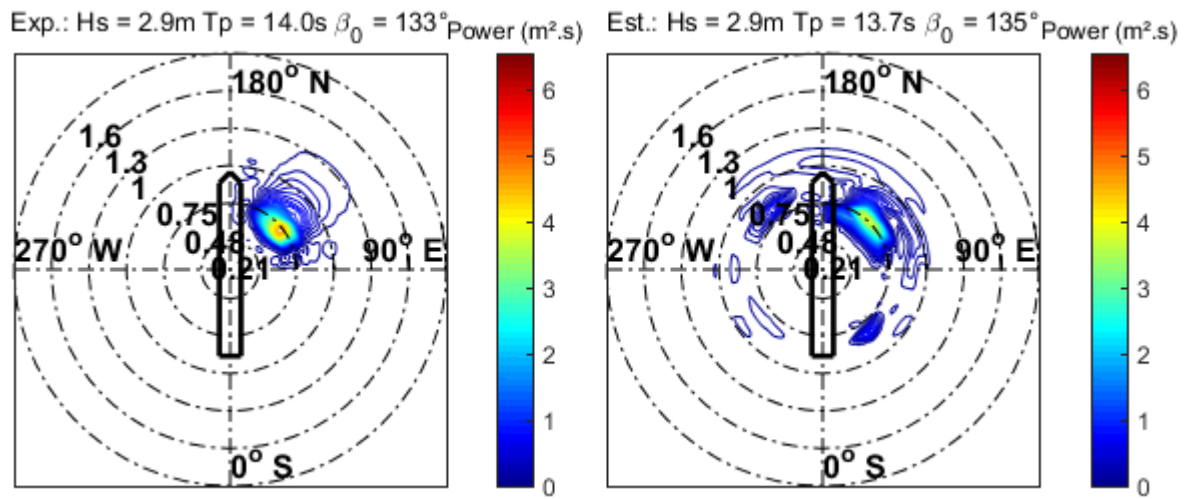 Exp.: Hs = 2.9m Tp = 14.0s β₀ = 133° Power (m².s)
180° N
1.6
1.3
1
0.75
0.48
0.21
270° W
90° E
0° S
6
5
4
3
2
1
0
Est.: Hs = 2.9m Tp = 13.7s β₀ = 135° Power (m².s)
180° N
1.6
1.3
1
0.75
0.48
0.21
270° W
90° E
0° S
6
5
4
3
2
1
0